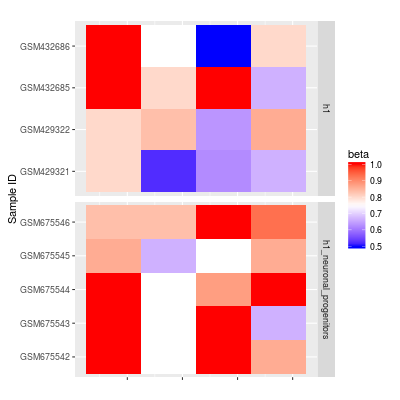 GSM432686
GSM432685
GSM429322
GSM429321
h1
GSM675546
GSM675545
GSM675544
GSM675543
GSM675542
h1_neuronal_progenitors
Sample ID
beta
1.0
0.9
0.8
0.7
0.6
0.5